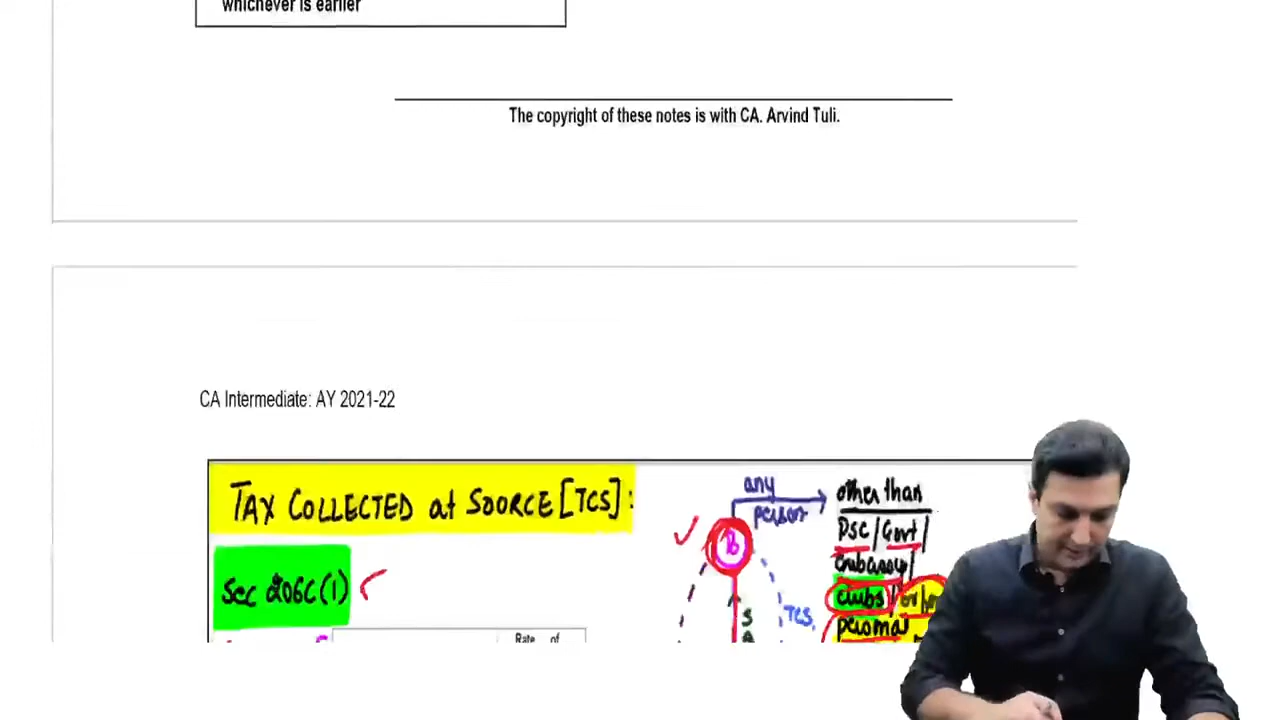 whichever is earlier
The copyright of these notes is with CA. Arvind Tuli.
CA Intermediate: AY 2021-22
TAX COLLECTED at SOURCE [TCS]:
Sec 206C(1)
Rate of
any
person
B
S
TCS
other than
PSC/Govt/
embassy/
clubs/
personal